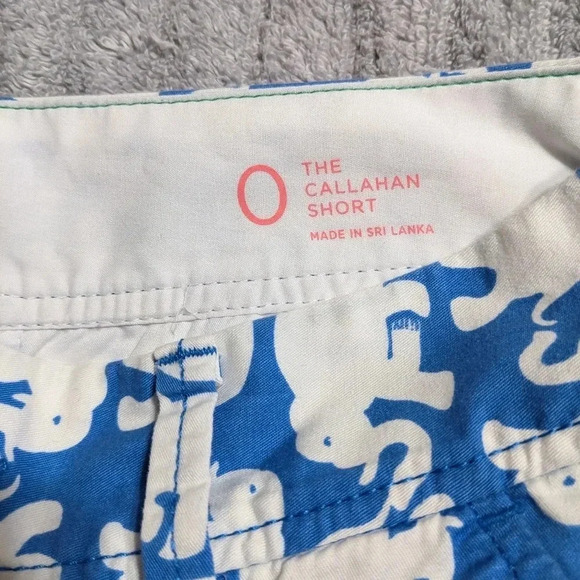 0
THE
CALLAHAN
SHORT
MADE IN SRI LANKA